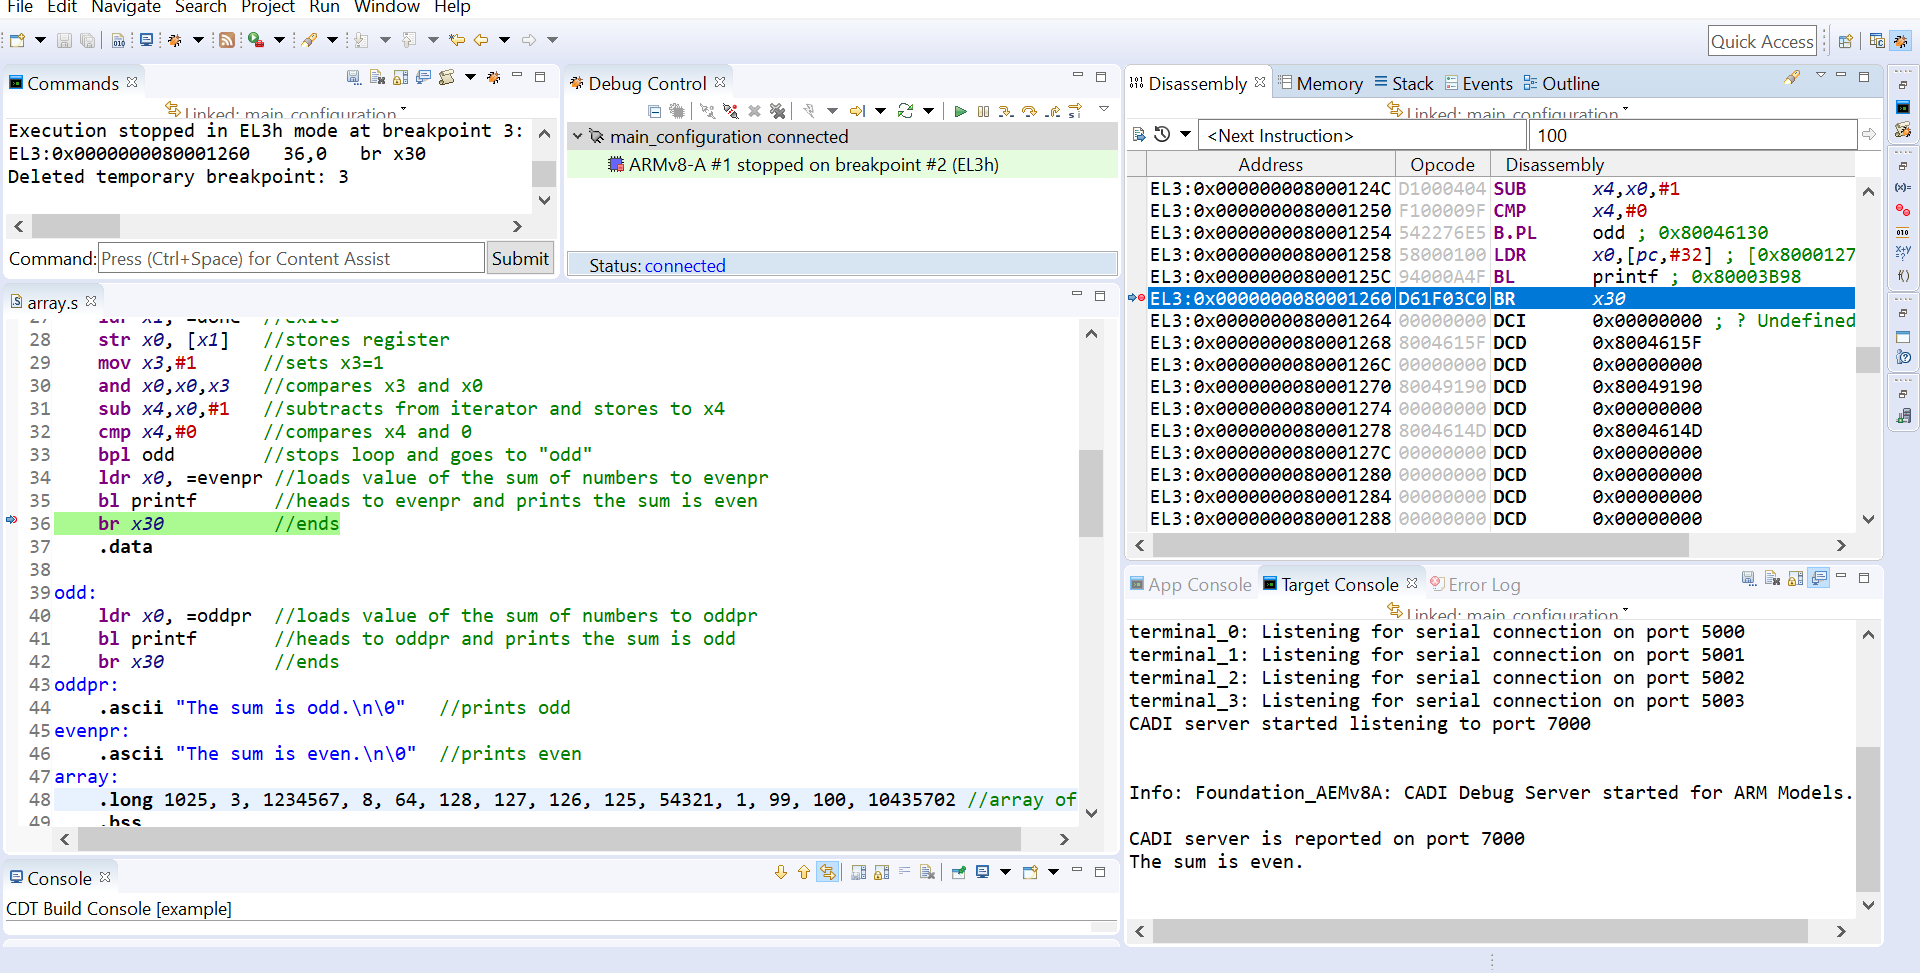 File Edit Navigate Search Project Run Window Help
Quick Access
Commands
Linked: main_configuration
Execution stopped in EL3h mode at breakpoint 3:
EL3:0x0000000080001260   36,0   br x30
Deleted temporary breakpoint: 3
Command: Press (Ctrl+Space) for Content Assist Submit
Debug Control
main_configuration connected
ARMv8-A #1 stopped on breakpoint #2 (EL3h)
Status: connected
array.s
27 ldr x1, =done //exits
28 str x0, [x1] //stores register
29 mov x3,#1 //sets x3=1
30 and x0,x0,x3 //compares x3 and x0
31 sub x4,x0,#1 //subtracts from iterator and stores to x4
32 cmp x4,#0 //compares x4 and 0
33 bpl odd //stops loop and goes to "odd"
34 ldr x0, =evenpr //loads value of the sum of numbers to evenpr
35 bl printf //heads to evenpr and prints the sum is even
36 br x30 //ends
37 .data
38
39 odd:
40 ldr x0, =oddpr //loads value of the sum of numbers to oddpr
41 bl printf //heads to oddpr and prints the sum is odd
42 br x30 //ends
43 oddpr:
44 .ascii "The sum is odd.\n\0" //prints odd
45 evenpr:
46 .ascii "The sum is even.\n\0" //prints even
47 array:
48 .long 1025, 3, 1234567, 8, 64, 128, 127, 126, 125, 54321, 1, 99, 100, 10435702 //array of
49 .bss
Console
CDT Build Console [example]
Disassembly Memory Stack Events Outline
Linked: main_configuration
<Next Instruction> 100
Address Opcode Disassembly
EL3:0x000000008000124C D1000404 SUB x4,x0,#1
EL3:0x0000000080001250 F100009F CMP x4,#0
EL3:0x0000000080001254 542276E5 B.PL odd ; 0x80046130
EL3:0x0000000080001258 58000100 LDR x0,[pc,#32] ; [0x8000127
EL3:0x000000008000125C 94000A4F BL printf ; 0x80003B98
EL3:0x0000000080001260 D61F03C0 BR x30
EL3:0x0000000080001264 00000000 DCI 0x00000000 ; ? Undefined
EL3:0x0000000080001268 8004615F DCD 0x8004615F
EL3:0x000000008000126C 00000000 DCD 0x00000000
EL3:0x0000000080001270 80049190 DCD 0x80049190
EL3:0x0000000080001274 00000000 DCD 0x00000000
EL3:0x0000000080001278 8004614D DCD 0x8004614D
EL3:0x000000008000127C 00000000 DCD 0x00000000
EL3:0x0000000080001280 00000000 DCD 0x00000000
EL3:0x0000000080001284 00000000 DCD 0x00000000
EL3:0x0000000080001288 00000000 DCD 0x00000000
App Console Target Console Error Log
Linked: main_configuration
terminal_0: Listening for serial connection on port 5000
terminal_1: Listening for serial connection on port 5001
terminal_2: Listening for serial connection on port 5002
terminal_3: Listening for serial connection on port 5003
CADI server started listening to port 7000
Info: Foundation_AEMv8A: CADI Debug Server started for ARM Models.
CADI server is reported on port 7000
The sum is even.